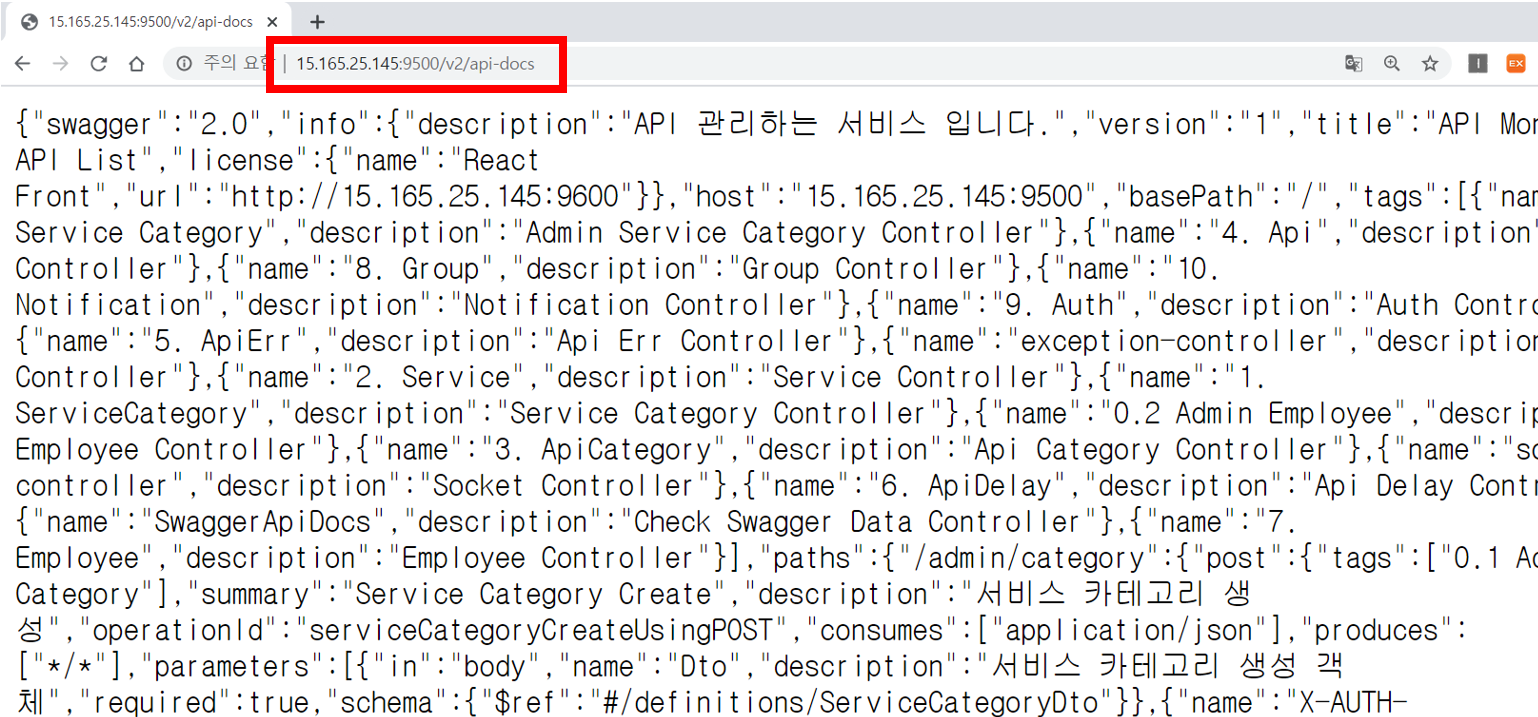 15.165.25.145:9500/v2/api-docs
주의 요함 | 15.165.25.145:9500/v2/api-docs
{"swagger":"2.0","info":{"description":"API 관리하는 서비스 입니다.","version":"1","title":"API
API List","license":{"name":"React
Front","url":"http://15.165.25.145:9600"}},"host":"15.165.25.145:9500","basePath":"/","tags":[{
Service Category","description":"Admin Service Category Controller"},{"name":"4. Api","description"
Controller"},{"name":"8. Group","description":"Group Controller"},{"name":"10.
Notification","description":"Notification Controller"},{"name":"9. Auth","description":"Auth
{"name":"5. ApiErr","description":"Api Err Controller"},{"name":"exception-controller","description
Controller"},{"name":"2. Service","description":"Service Controller"},{"name":"1.
ServiceCategory","description":"Service Category Controller"},{"name":"0.2 Admin Employee",
Employee Controller"},{"name":"3. ApiCategory","description":"Api Category Controller"},{"name":
controller","description":"Socket Controller"},{"name":"6. ApiDelay","description":"Api Delay
{"name":"SwaggerApiDocs","description":"Check Swagger Data Controller"},{"name":"7.
Employee","description":"Employee Controller"}],"paths":{"/admin/category":{"post":{"tags":["0.1
Category"],"summary":"Service Category Create","description":"서비스 카테고리 생
성","operationId":"serviceCategoryCreateUsingPOST","consumes":["application/json"],"produces":
["*/*"],"parameters":[{"in":"body","name":"Dto","description":"서비스 카테고리 생성 객
체","required":true,"schema":{"$ref":"#/definitions/ServiceCategoryDto"}},{"name":"X-AUTH-